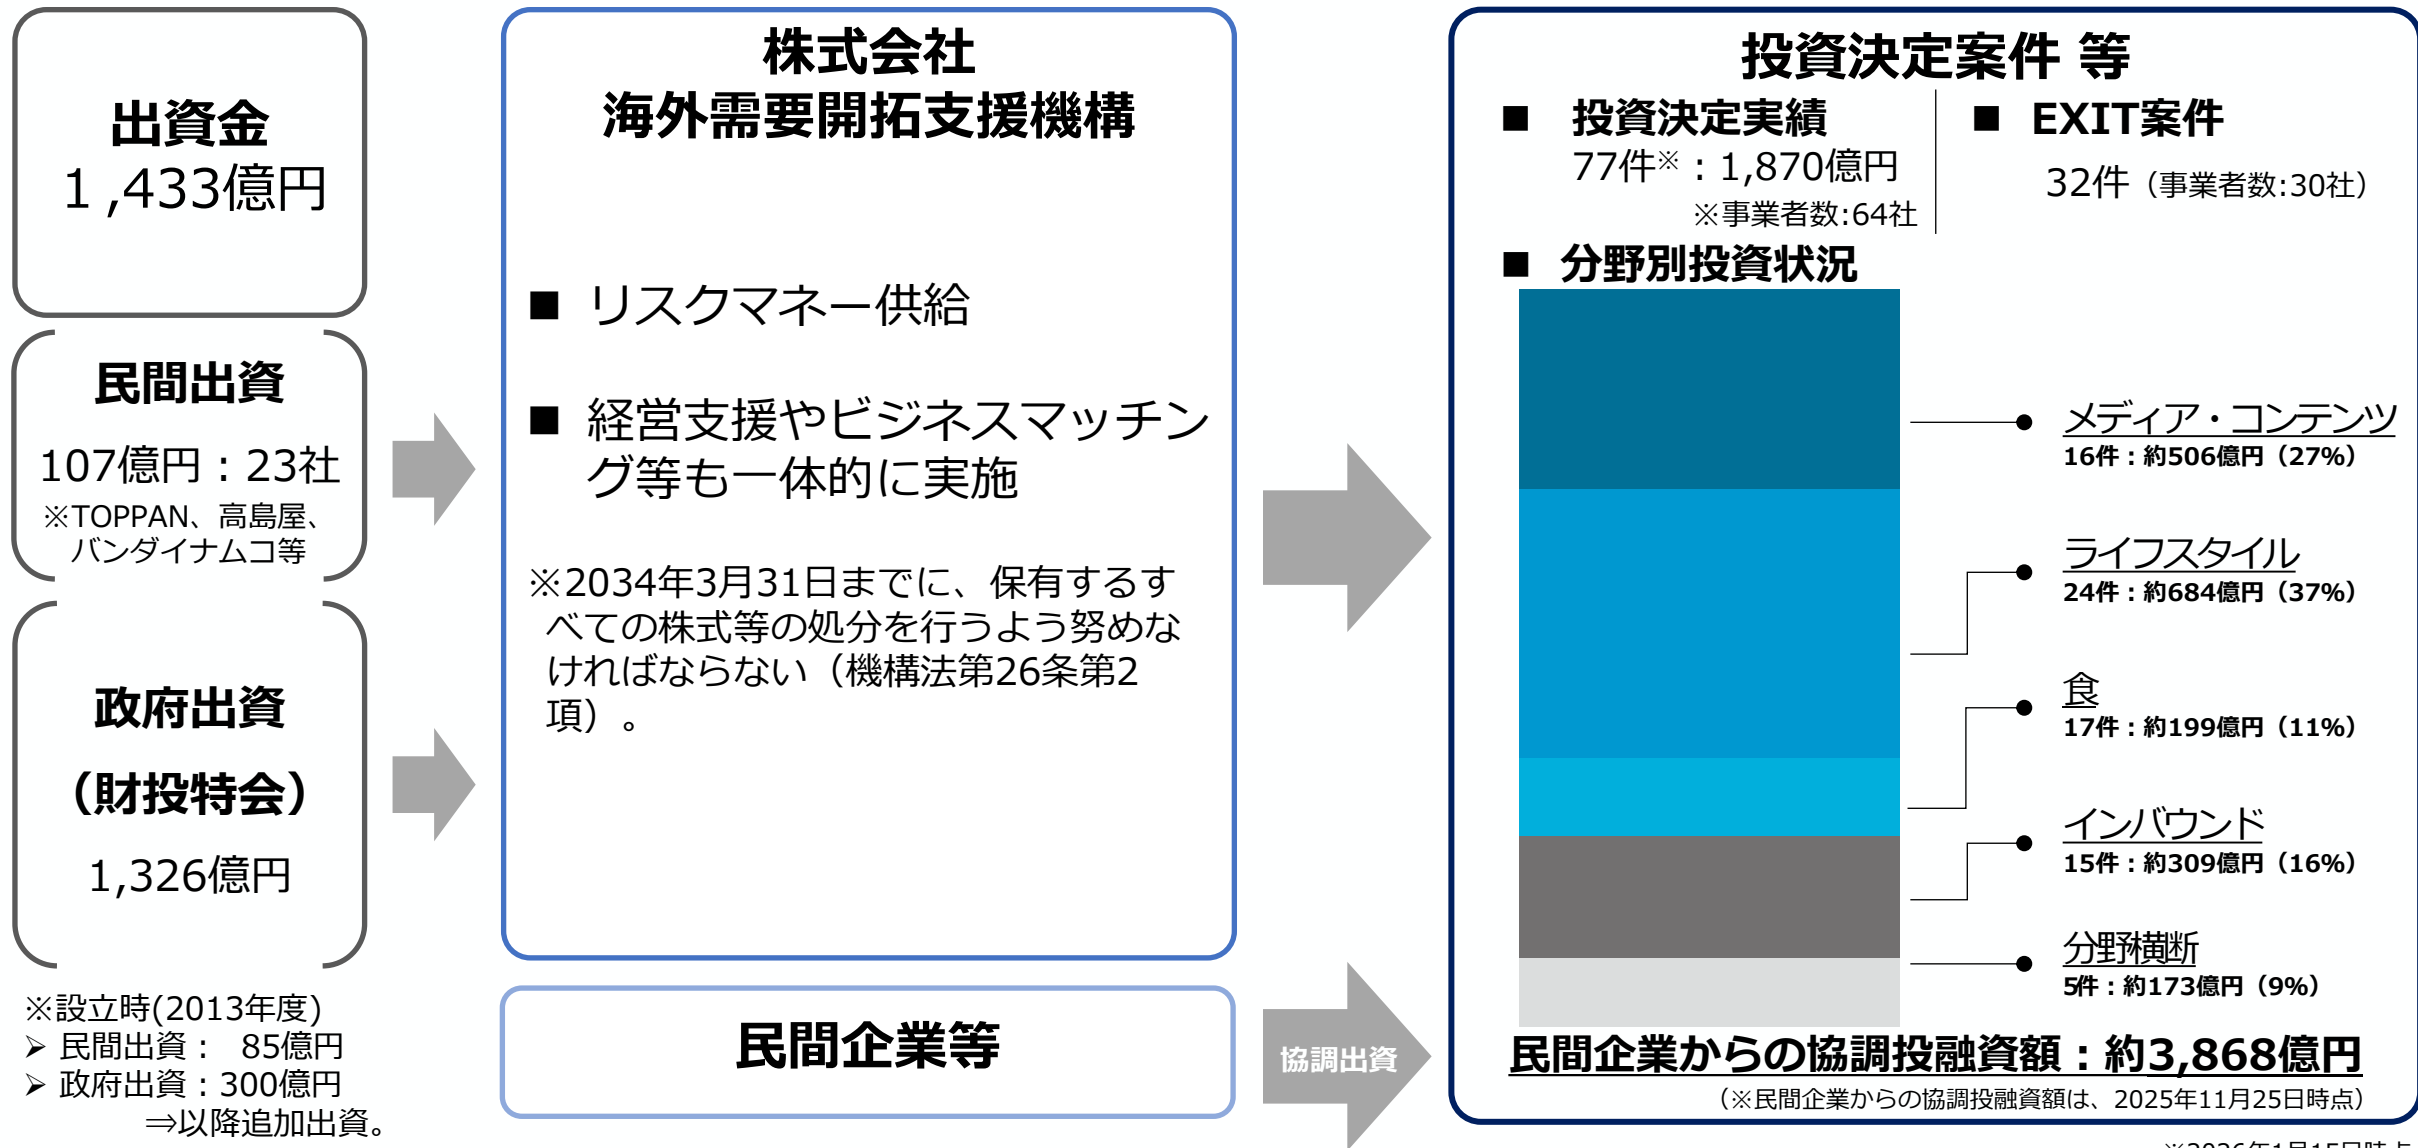 出資金
1,433億円
民間出資
107億円：23社
※TOPPAN、高島屋、
バンダイナムコ等
政府出資
（財投特会）
1,326億円
※設立時(2013年度)
➢ 民間出資： 85億円
➢ 政府出資：300億円
⇒以降追加出資。
株式会社
海外需要開拓支援機構
■ リスクマネー供給
■ 経営支援やビジネスマッチン
グ等も一体的に実施
※2034年3月31日までに、保有するす
べての株式等の処分を行うよう努めな
ければならない（機構法第26条第2
項）。
民間企業等
協調出資
投資決定案件 等
■ 投資決定実績
77件※：1,870億円
※事業者数:64社
■ EXIT案件
32件（事業者数:30社）
■ 分野別投資状況
メディア・コンテンツ
16件：約506億円（27%）
ライフスタイル
24件：約684億円（37%）
食
17件：約199億円（11%）
インバウンド
15件：約309億円（16%）
分野横断
5件：約173億円（9%）
民間企業からの協調投融資額：約3,868億円
（※民間企業からの協調投融資額は、2025年11月25日時点）
※2026年1月15日時点